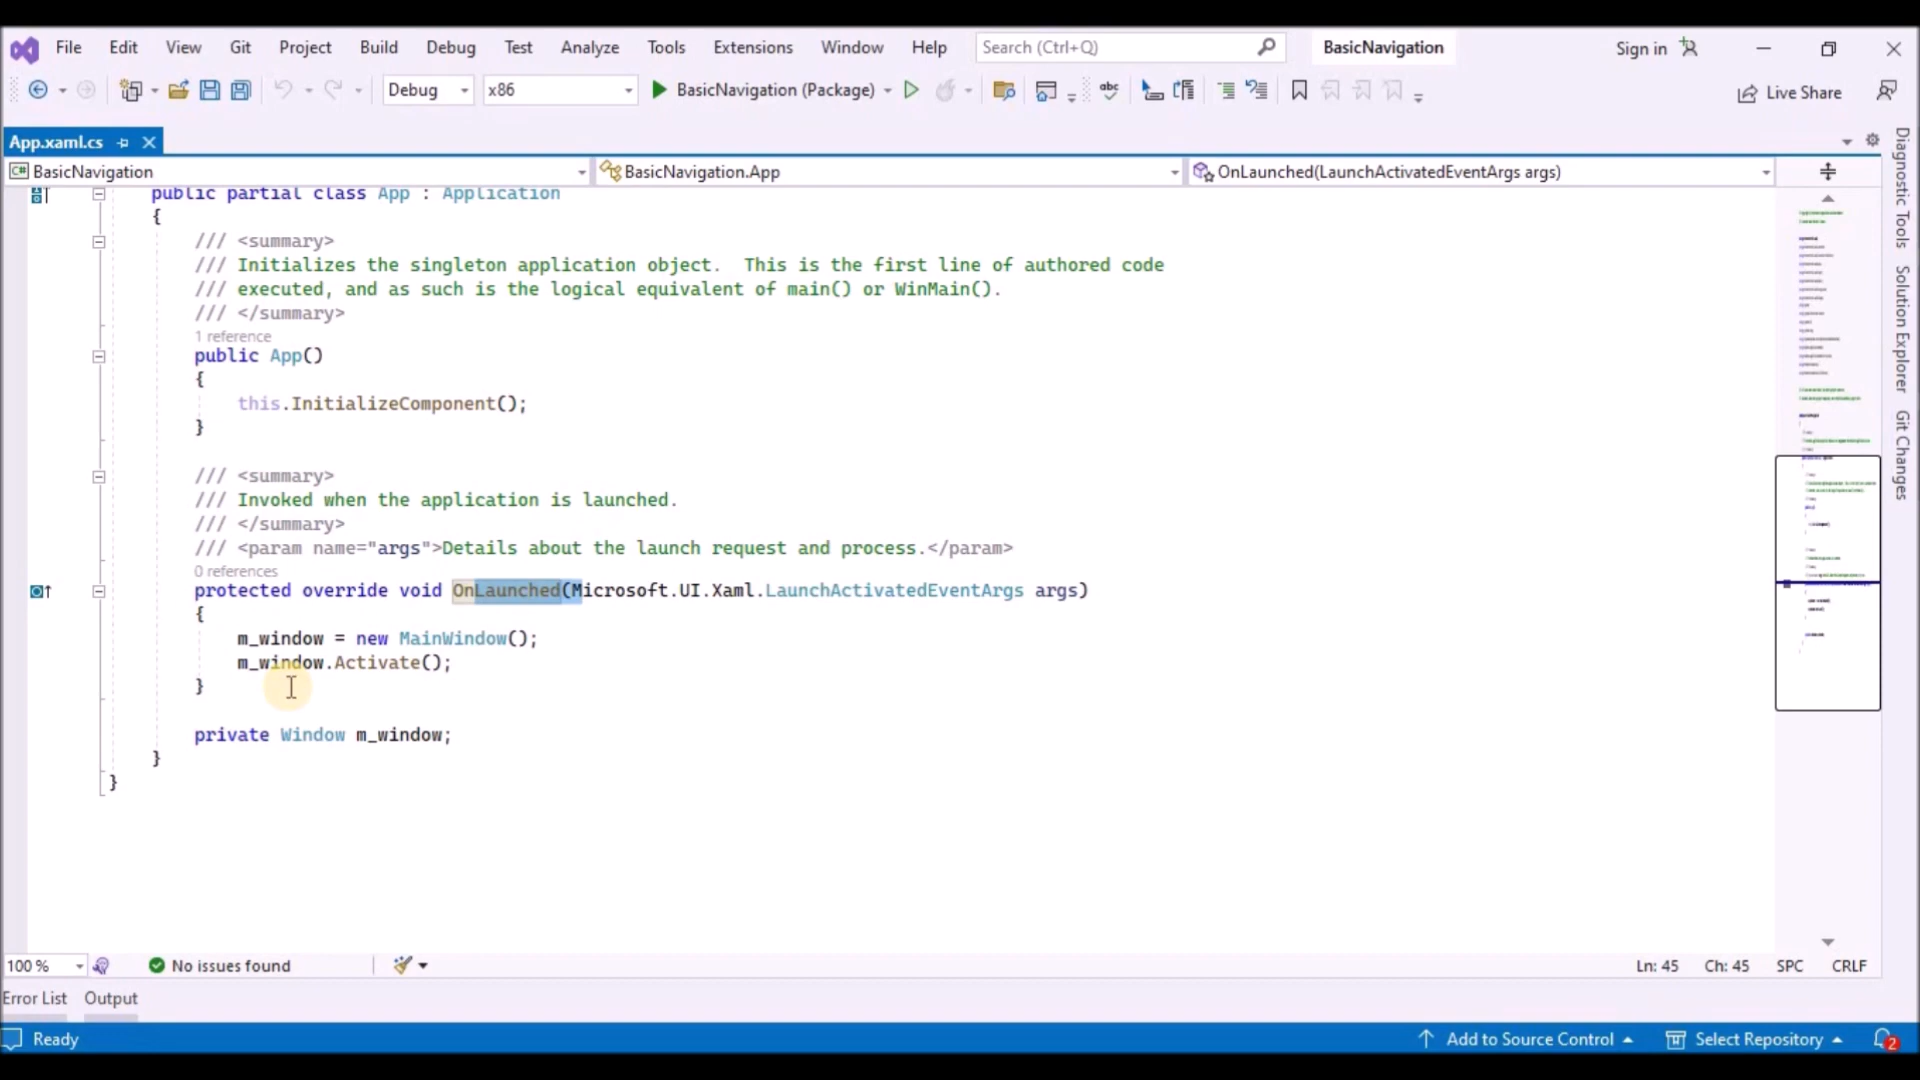 File Edit View Git Project Build Debug Test Analyze Tools Extensions Window Help Search (Ctrl+Q) BasicNavigation Sign in
Debug x86 BasicNavigation (Package) Live Share
App.xaml.cs
BasicNavigation BasicNavigation.App OnLaunched(LaunchActivatedEventArgs args)
public partial class App : Application
{
/// <summary>
/// Initializes the singleton application object.  This is the first line of authored code
/// executed, and as such is the logical equivalent of main() or WinMain().
/// </summary>
1 reference
public App()
{
this.InitializeComponent();
}
/// <summary>
/// Invoked when the application is launched.
/// </summary>
/// <param name="args">Details about the launch request and process.</param>
0 references
protected override void OnLaunched(Microsoft.UI.Xaml.LaunchActivatedEventArgs args)
{
m_window = new MainWindow();
m_window.Activate();
}
private Window m_window;
}
}
Diagnostic Tools
Solution Explorer
Git Changes
100 % No issues found Ln: 45 Ch: 45 SPC CRLF
Error List Output
Ready Add to Source Control Select Repository 2